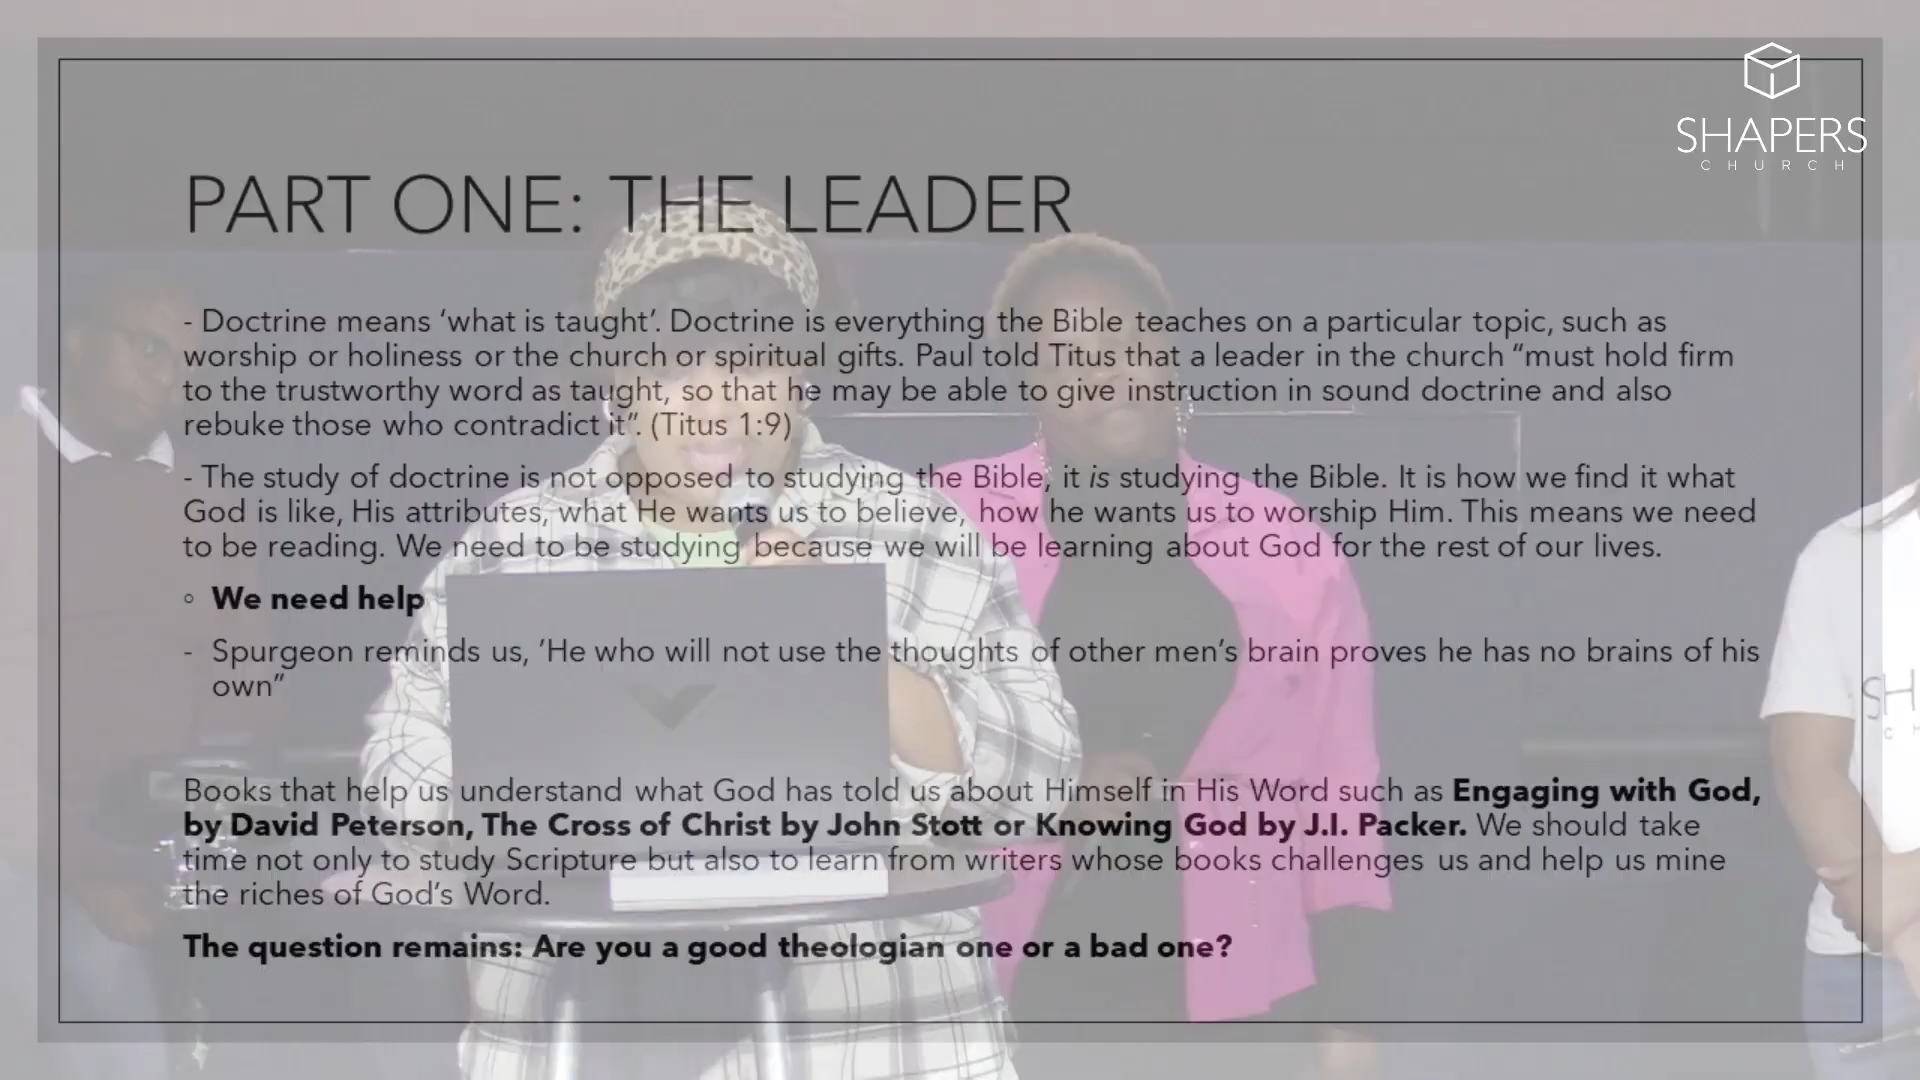 SHAPERS
CHURCH
PART ONE: THE LEADER
- Doctrine means ‘what is taught’. Doctrine is everything the Bible teaches on a particular topic, such as
worship or holiness or the church or spiritual gifts. Paul told Titus that a leader in the church “must hold firm
to the trustworthy word as taught, so that he may be able to give instruction in sound doctrine and also
rebuke those who contradict it”. (Titus 1:9)
- The study of doctrine is not opposed to studying the Bible, it is studying the Bible. It is how we find it what
God is like, His attributes, what He wants us to believe, how he wants us to worship Him. This means we need
to be reading. We need to be studying because we will be learning about God for the rest of our lives.
◦ We need help
- Spurgeon reminds us, ‘He who will not use the thoughts of other men’s brain proves he has no brains of his
own”
Books that help us understand what God has told us about Himself in His Word such as Engaging with God,
by David Peterson, The Cross of Christ by John Stott or Knowing God by J.I. Packer. We should take
time not only to study Scripture but also to learn from writers whose books challenges us and help us mine
the riches of God’s Word.
The question remains: Are you a good theologian one or a bad one?